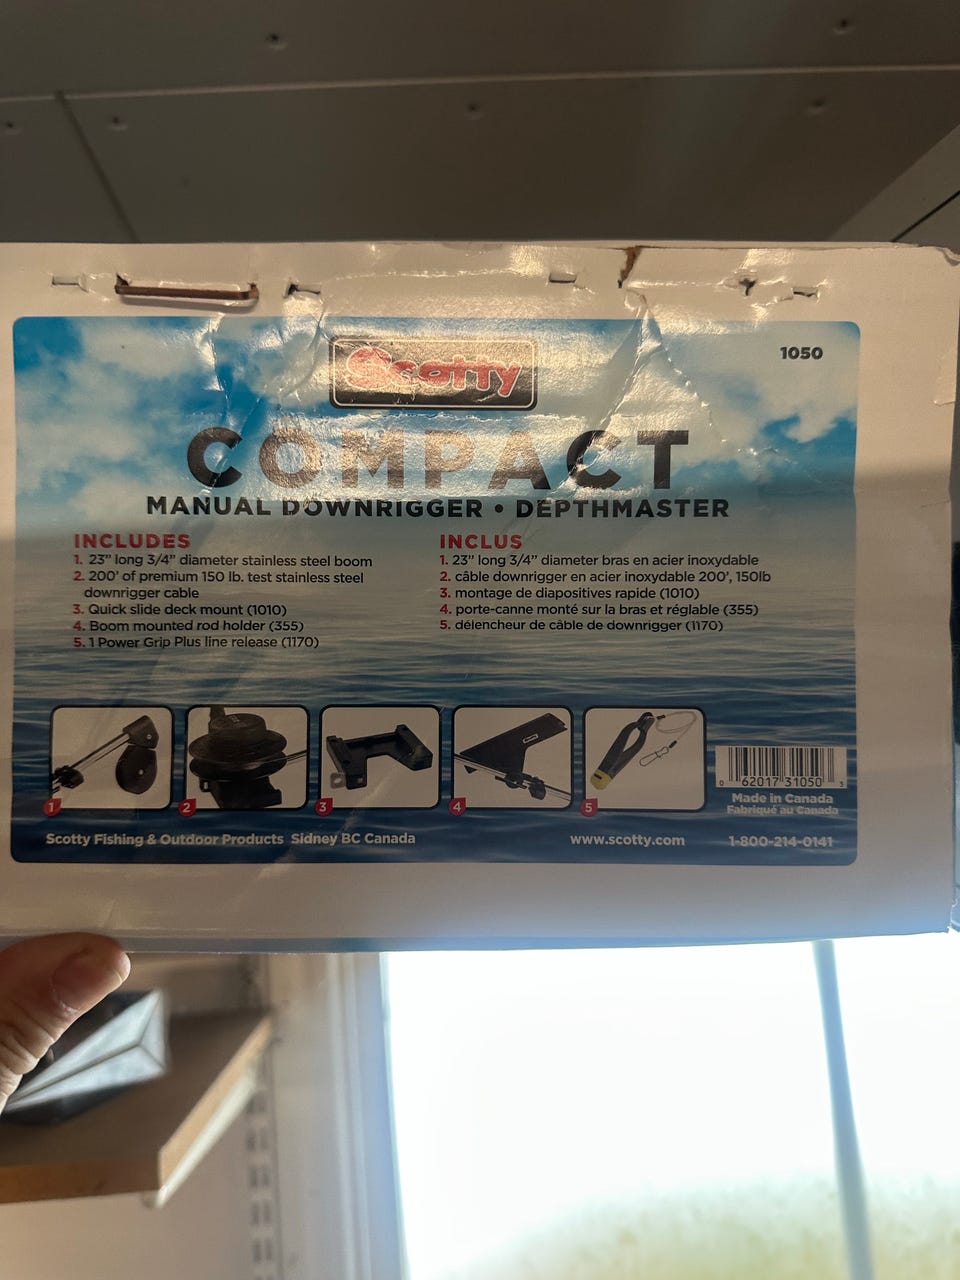 Scotty
1050
COMPACT
MANUAL DOWNRIGGER • DEPTHMASTER
INCLUDES
1. 23" long 3/4" diameter stainless steel boom
2. 200' of premium 150 lb. test stainless steel
downrigger cable
3. Quick slide deck mount (1010)
4. Boom mounted rod holder (355)
5. 1 Power Grip Plus line release (1170)
INCLUS
1. 23" long 3/4" diameter bras en acier inoxydable
2. câble downrigger en acier inoxydable 200', 150lb
3. montage de diapositives rapide (1010)
4. porte-canne monté sur la bras et réglable (355)
5. délencheur de câble de downrigger (1170)
1
2
3
4
5
0 62017 31050 3
Made in Canada
Fabriqué au Canada
Scotty Fishing & Outdoor Products Sidney BC Canada
www.scotty.com
1-800-214-0141